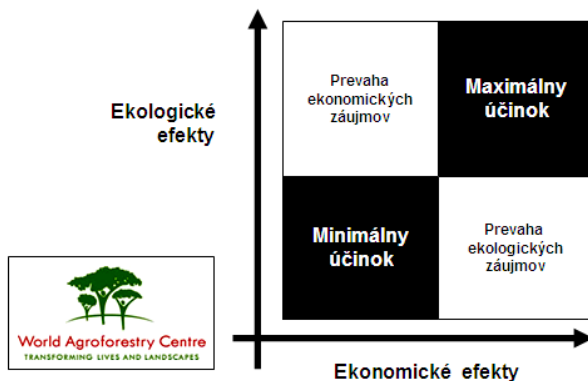 Ekologické
efekty
Prevaha
ekonomických
záujmov
Maximálny
účinok
Minimálny
účinok
Prevaha
ekologických
záujmov
World Agroforestry Centre
TRANSFORMING LIVES AND LANDSCAPES
Ekonomické efekty